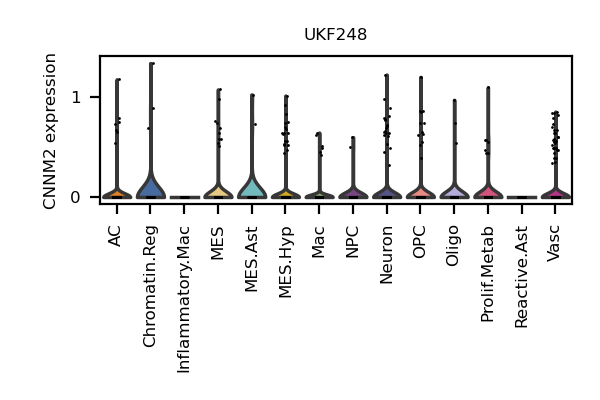 UKF248
CNNM2 expression
1
0
AC
Chromatin.Reg
Inflammatory.Mac
MES
MES.Ast
MES.Hyp
Mac
NPC
Neuron
OPC
Oligo
Prolif.Metab
Reactive.Ast
Vasc